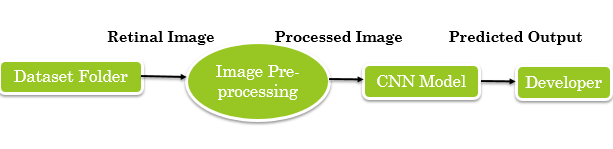 Retinal Image
Processed Image
Predicted Output
Dataset Folder
Image Pre-
processing
CNN Model
Developer